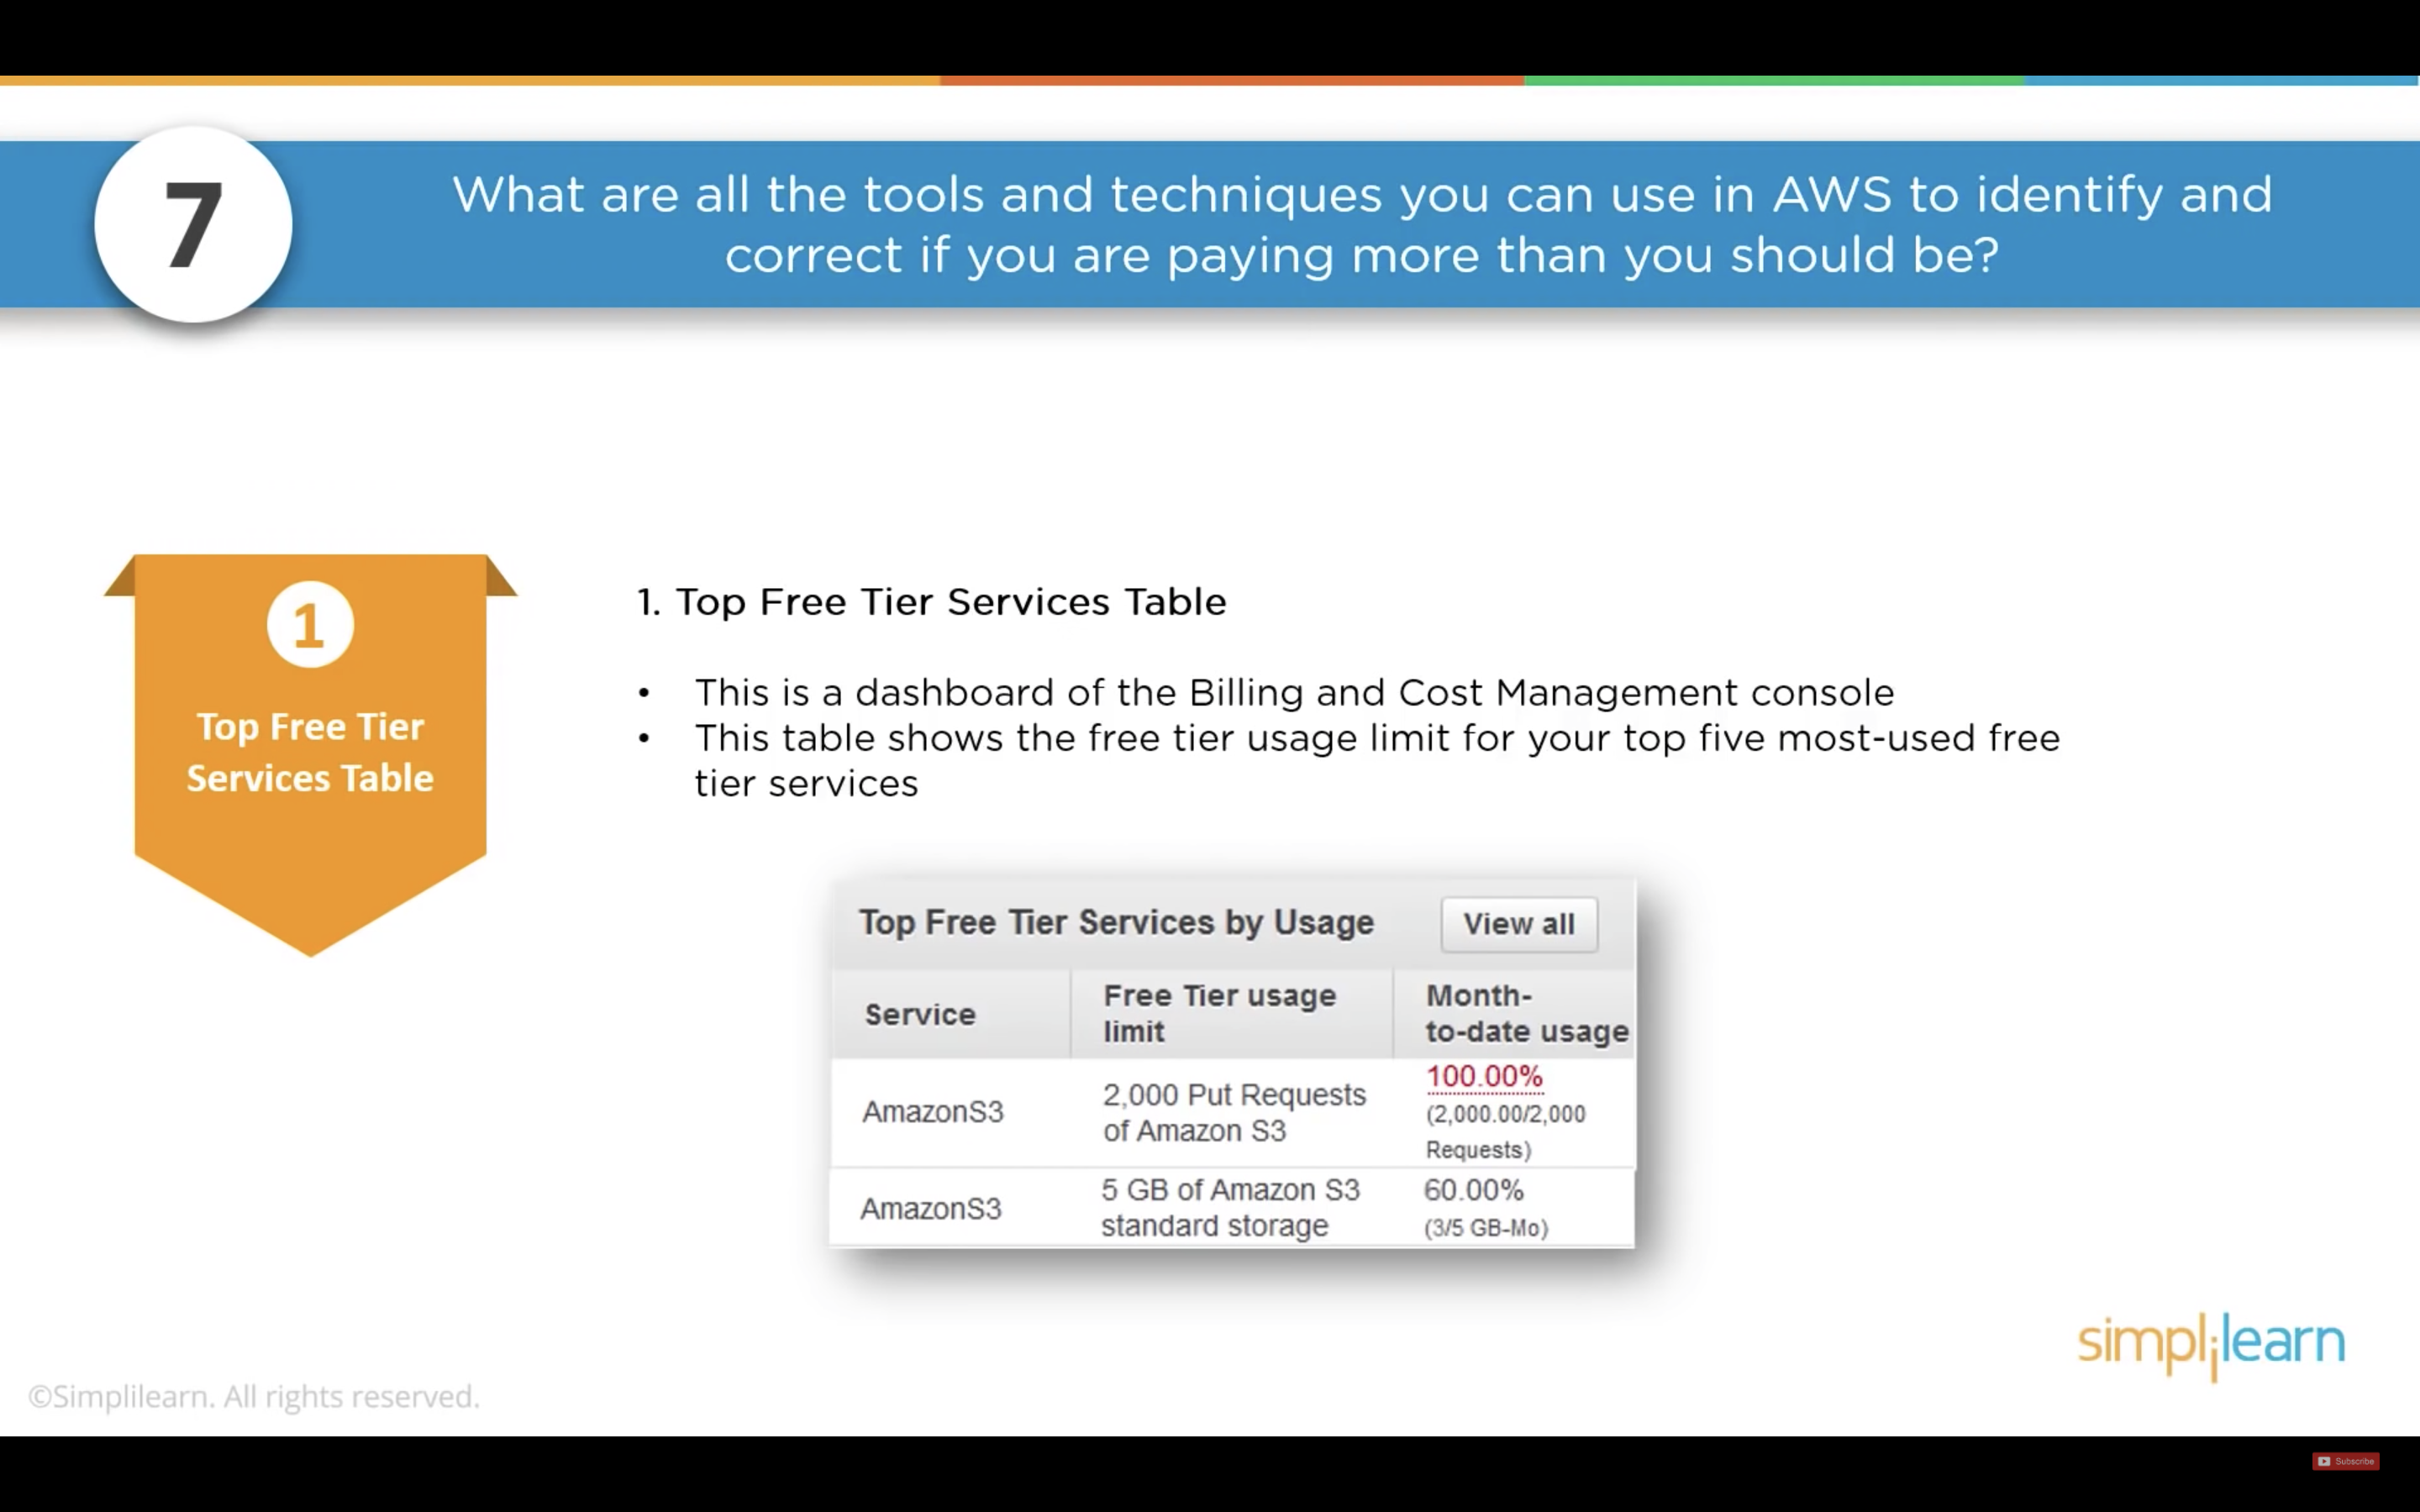 7
What are all the tools and techniques you can use in AWS to identify and
correct if you are paying more than you should be?
1
Top Free Tier
Services Table
1. Top Free Tier Services Table
• This is a dashboard of the Billing and Cost Management console
• This table shows the free tier usage limit for your top five most-used free
tier services
Top Free Tier Services by Usage View all
Service Free Tier usage limit Month-to-date usage
AmazonS3 2,000 Put Requests of Amazon S3 100.00% (2,000.00/2,000 Requests)
AmazonS3 5 GB of Amazon S3 standard storage 60.00% (3/5 GB-Mo)
simplilearn
©Simplilearn. All rights reserved.
Subscribe